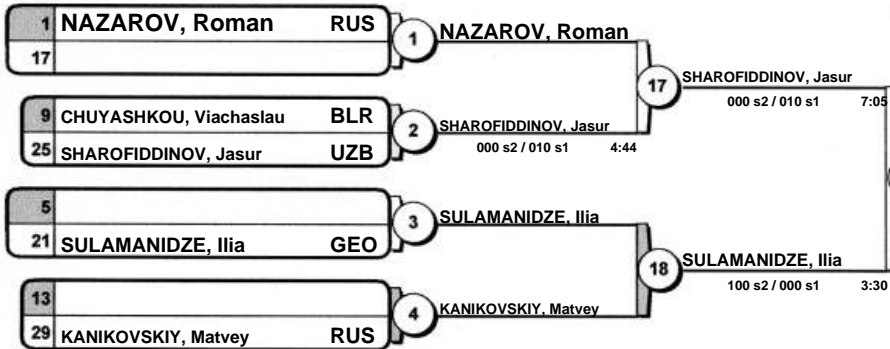 1 NAZAROV, Roman RUS
17
1
NAZAROV, Roman
9 CHUYASHKOU, Viachaslau BLR
25 SHAROFIDDINOV, Jasur UZB
2
SHAROFIDDINOV, Jasur
000 s2 / 010 s1 4:44
17
SHAROFIDDINOV, Jasur
000 s2 / 010 s1 7:05
5
21 SULAMANIDZE, Ilia GEO
3
SULAMANIDZE, Ilia
13
29 KANIKOVSKIY, Matvey RUS
4
KANIKOVSKIY, Matvey
18
SULAMANIDZE, Ilia
100 s2 / 000 s1 3:30